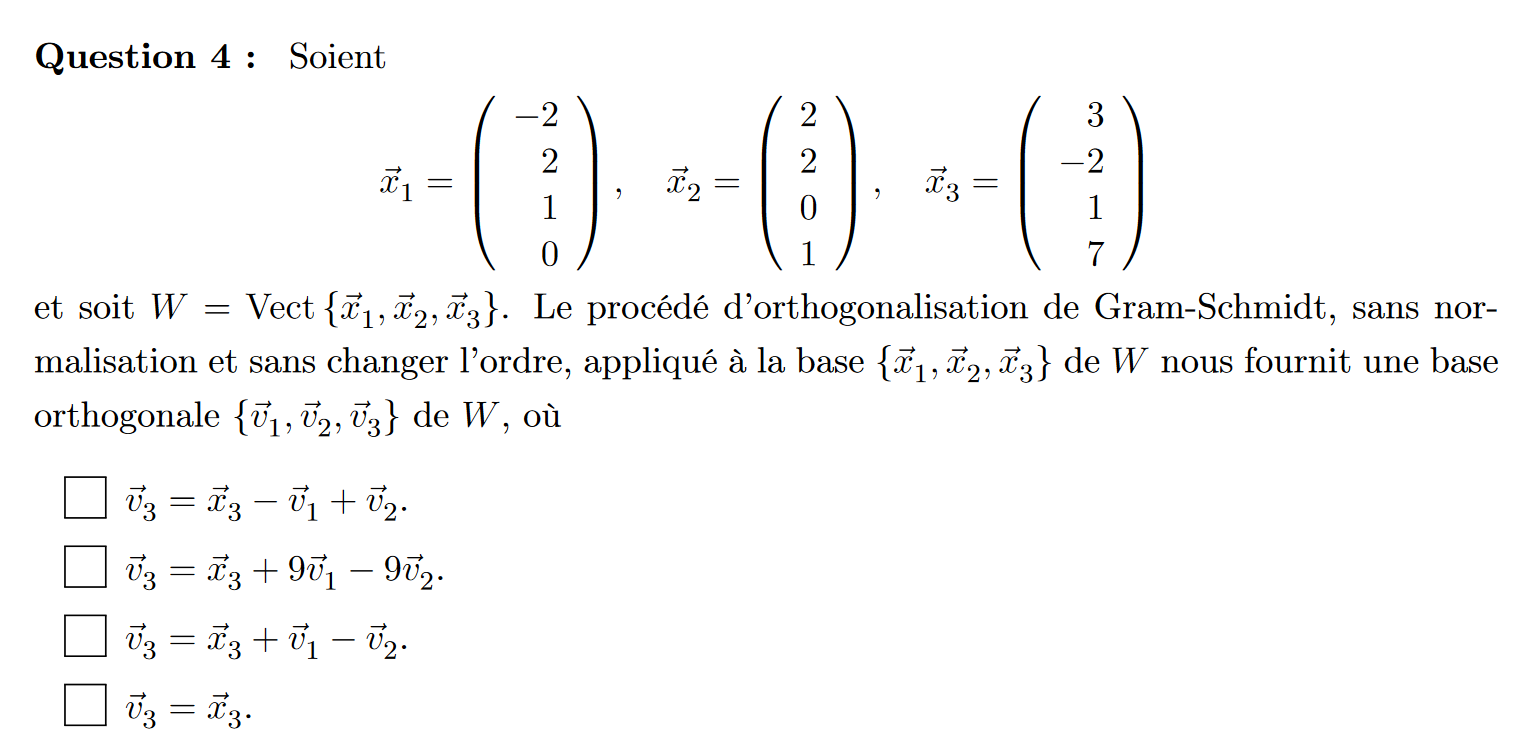 Question 4 : Soient
$\vec{x}_1 = \begin{pmatrix} -2 \\ 2 \\ 1 \\ 0 \end{pmatrix}, \quad \vec{x}_2 = \begin{pmatrix} 2 \\ 2 \\ 0 \\ 1 \end{pmatrix}, \quad \vec{x}_3 = \begin{pmatrix} 3 \\ -2 \\ 1 \\ 7 \end{pmatrix}$
et soit $W = \text{Vect}\{\vec{x}_1, \vec{x}_2, \vec{x}_3\}$. Le procédé d'orthogonalisation de Gram-Schmidt, sans nor-
malisation et sans changer l'ordre, appliqué à la base $\{\vec{x}_1, \vec{x}_2, \vec{x}_3\}$ de $W$ nous fournit une base
orthogonale $\{\vec{v}_1, \vec{v}_2, \vec{v}_3\}$ de $W$, où
☐ $\vec{v}_3 = \vec{x}_3 - \vec{v}_1 + \vec{v}_2$.
☐ $\vec{v}_3 = \vec{x}_3 + 9\vec{v}_1 - 9\vec{v}_2$.
☐ $\vec{v}_3 = \vec{x}_3 + \vec{v}_1 - \vec{v}_2$.
☐ $\vec{v}_3 = \vec{x}_3$.